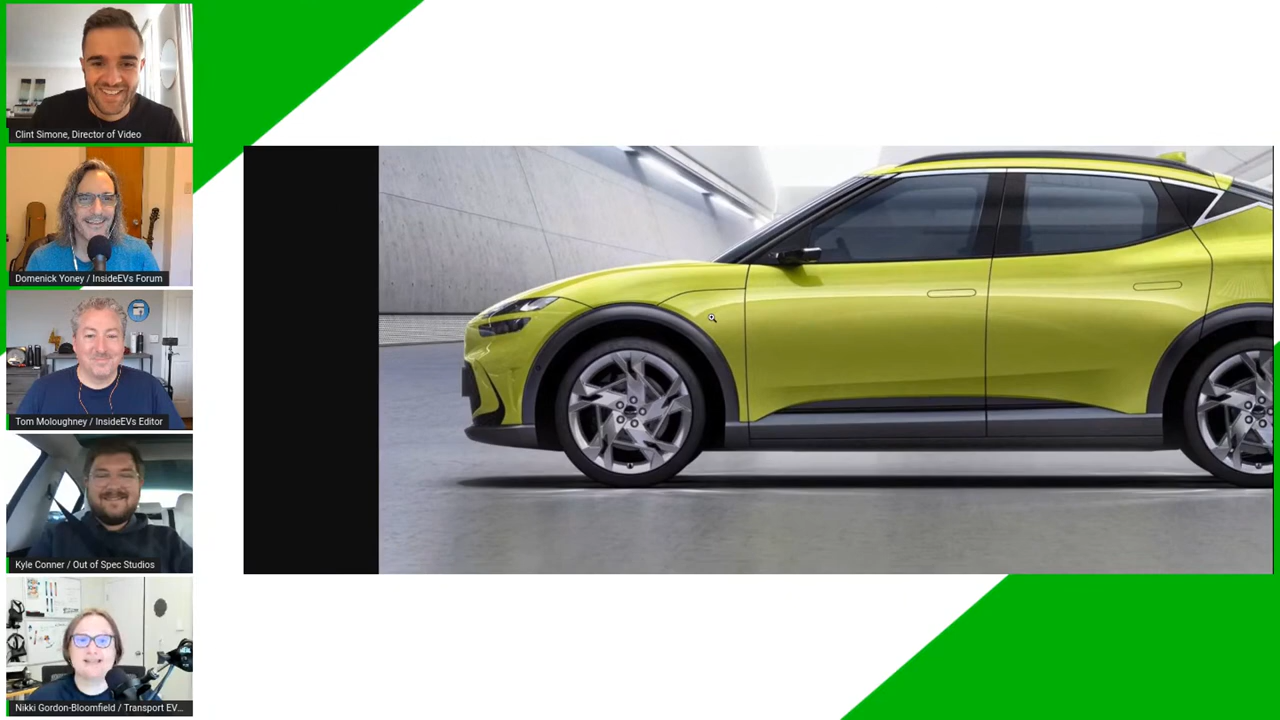 Clint Simone, Director of Video
Domenick Yoney / InsideEVs Forum
Tom Moloughney / InsideEVs Editor
Kyle Conner / Out of Spec Studios
Nikki Gordon-Bloomfield / Transport EV...